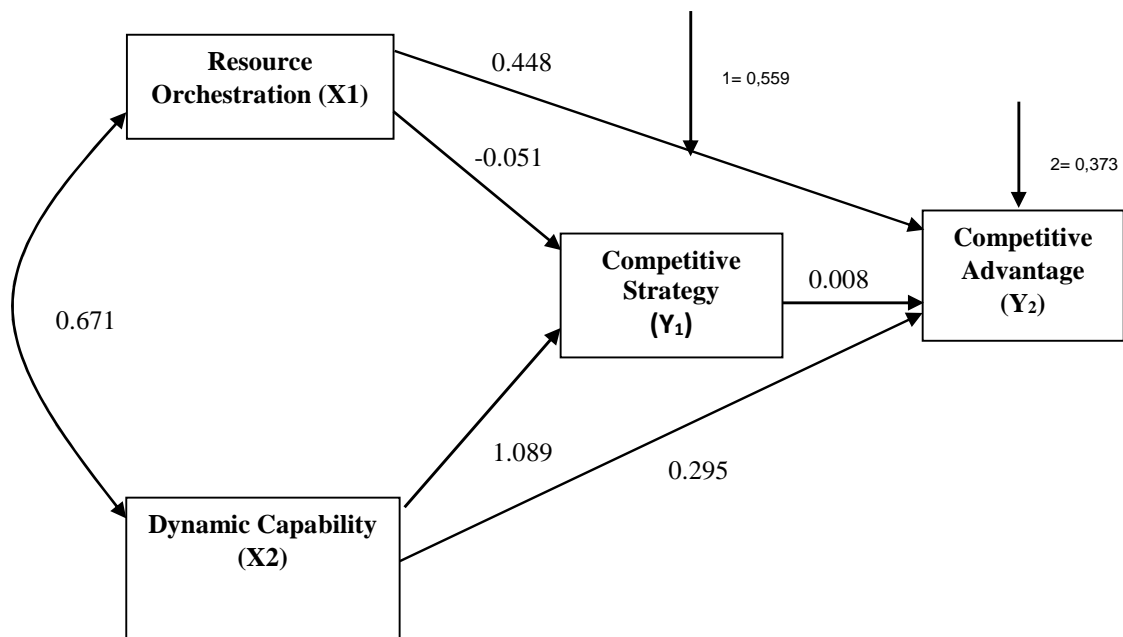 Resource
Orchestration (X1)
0.448
1= 0,559
-0.051
2= 0,373
Competitive
Strategy
(Y₁)
0.008
Competitive
Advantage
(Y₂)
0.671
1.089
0.295
Dynamic Capability
(X2)